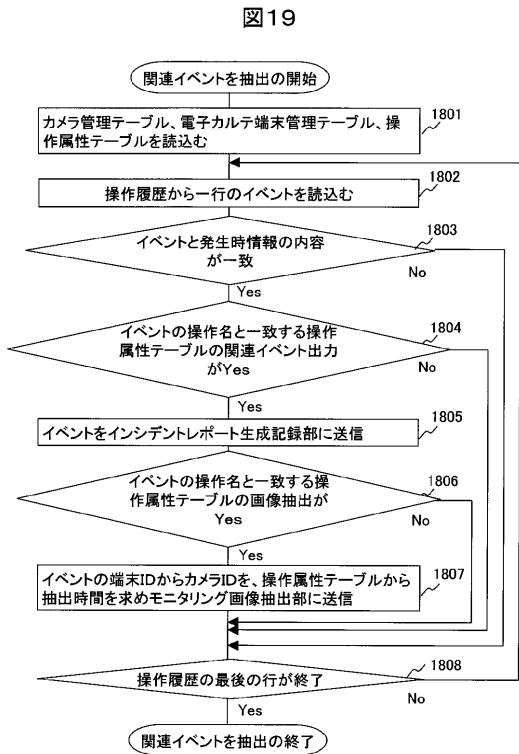 図19
関連イベントを抽出の開始
カメラ管理テーブル、電子カルテ端末管理テーブル、操
作属性テーブルを読込む
1801
操作履歴から一行のイベントを読込む
1802
イベントと発生時情報の内容
が一致
1803
No
Yes
イベントの操作名と一致する操作
属性テーブルの関連イベント出力
がYes
1804
No
Yes
イベントをインシデントレポート生成記録部に送信
1805
イベントの操作名と一致する操
作属性テーブルの画像抽出が
Yes
1806
No
Yes
イベントの端末IDからカメラIDを、操作属性テーブルから
抽出時間を求めモニタリング画像抽出部に送信
1807
操作履歴の最後の行が終了
1808
No
Yes
関連イベントを抽出の終了